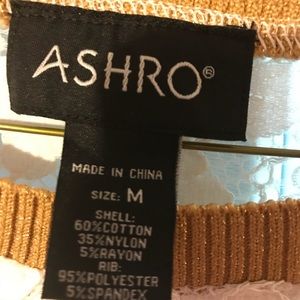 ASHRO®
MADE IN CHINA
SIZE: M
SHELL:
60%COTTON
35%NYLON
5%RAYON
RIB:
95%POLYESTER
5%SPANDEX